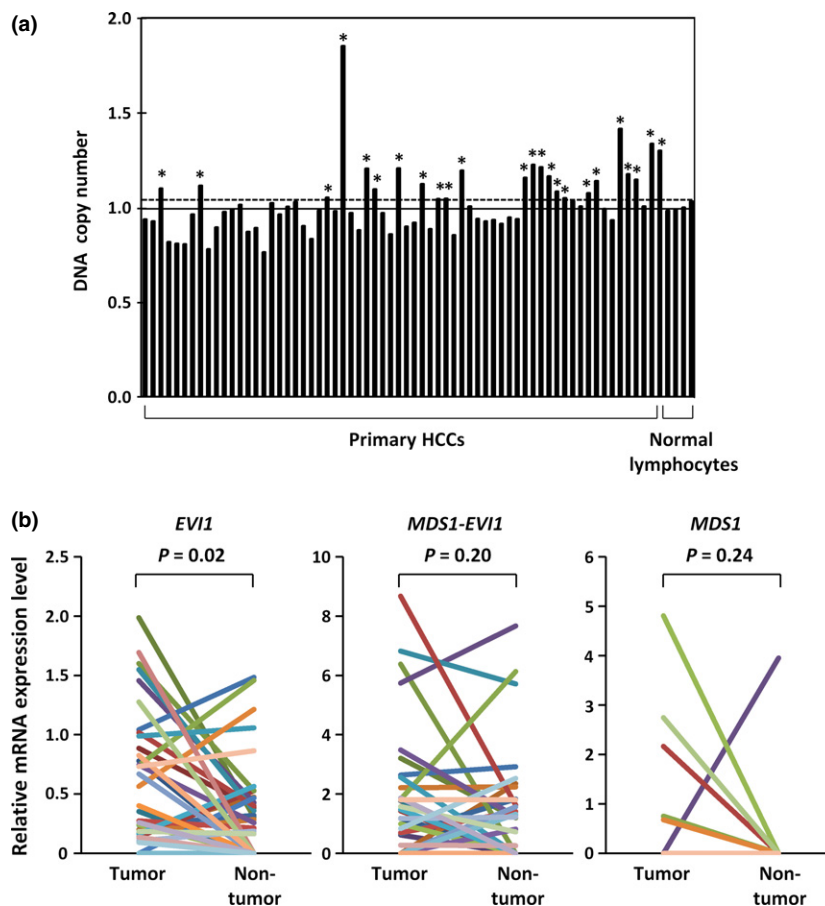 (a)
2.0
1.5
1.0
0.5
0.0
DNA copy number
* * * * * * * * * * * * * * * * * * * * * * * * * *
Primary HCCs
Normal
lymphocytes
(b)
EVI1
MDS1-EVI1
MDS1
P = 0.02
P = 0.20
P = 0.24
Relative mRNA expression level
2.5
2.0
1.5
1.0
0.5
0
10
8
6
4
2
0
6
5
4
3
2
1
0
Tumor
Non-
tumor
Tumor
Non-
tumor
Tumor
Non-
tumor